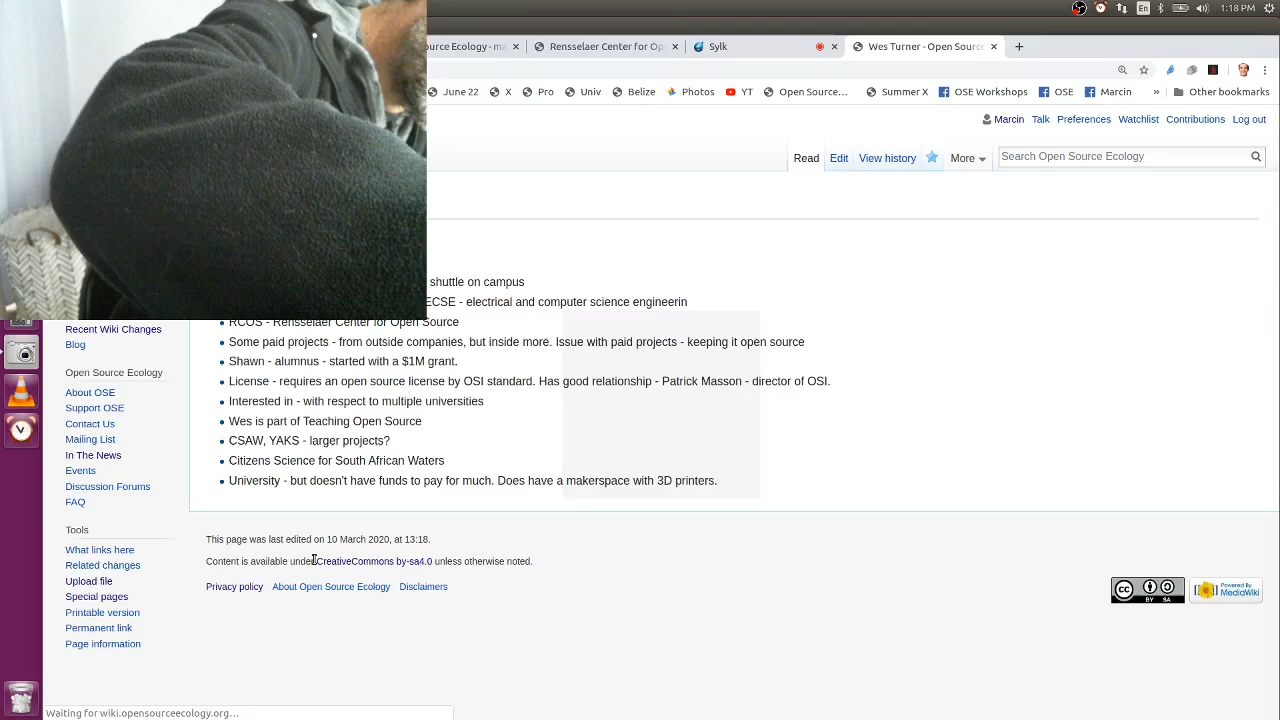 En
1:18 PM
urce Ecology - ma
Rensselaer Center for Op
Sylk
Wes Turner - Open Sourc
June 22
X
Pro
Univ
Belize
Photos
YT
Open Source…
Summer X
OSE Workshops
OSE
Marcin
»
Other bookmarks
Marcin
Talk
Preferences
Watchlist
Contributions
Log out
Read
Edit
View history
More
Search Open Source Ecology
shuttle on campus
ECSE - electrical and computer science engineerin
RCOS - Rensselaer Center for Open Source
Some paid projects - from outside companies, but inside more. Issue with paid projects - keeping it open source
Shawn - alumnus - started with a $1M grant.
License - requires an open source license by OSI standard. Has good relationship - Patrick Masson - director of OSI.
Interested in - with respect to multiple universities
Wes is part of Teaching Open Source
CSAW, YAKS - larger projects?
Citizens Science for South African Waters
University - but doesn't have funds to pay for much. Does have a makerspace with 3D printers.
Recent Wiki Changes
Blog
Open Source Ecology
About OSE
Support OSE
Contact Us
Mailing List
In The News
Events
Discussion Forums
FAQ
Tools
What links here
Related changes
Upload file
Special pages
Printable version
Permanent link
Page information
This page was last edited on 10 March 2020, at 13:18.
Content is available under CreativeCommons by-sa4.0 unless otherwise noted.
Privacy policy
About Open Source Ecology
Disclaimers
cc
BY SA
Powered By
MediaWiki
Waiting for wiki.opensourceecology.org…